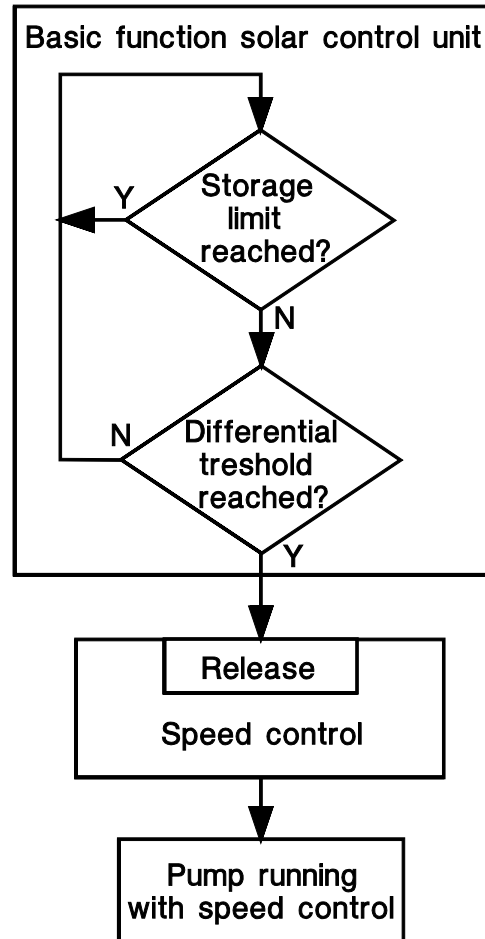 Basic function solar control unit
Storage
limit
reached?
Y
N
Differential
treshold
reached?
N
Y
Release
Speed control
Pump running
with speed control